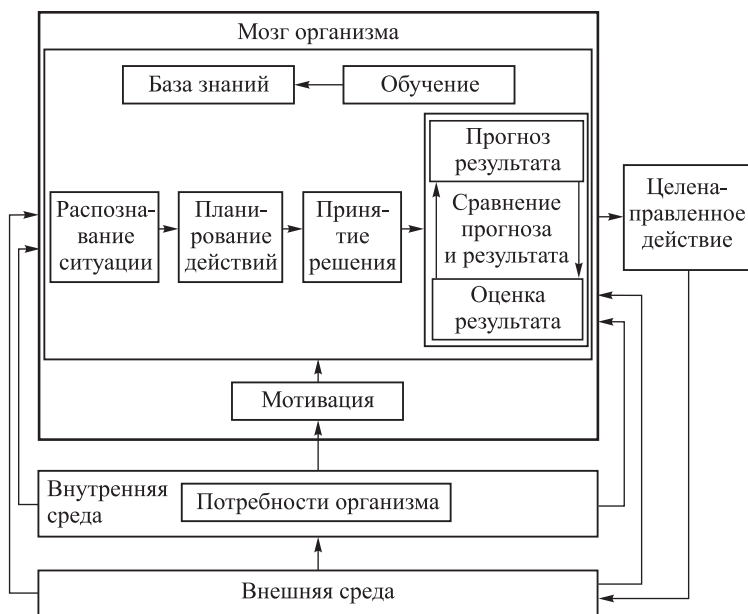 Мозг организма
База знаний
Обучение
Прогноз
результата
Распозна-
вание
ситуации
Плани-
рование
действий
Приня-
тие
решения
Сравнение
прогноза
и результата
Оценка
результата
Целена-
правленное
действие
Мотивация
Внутренняя
среда
Потребности организма
Внешняя среда